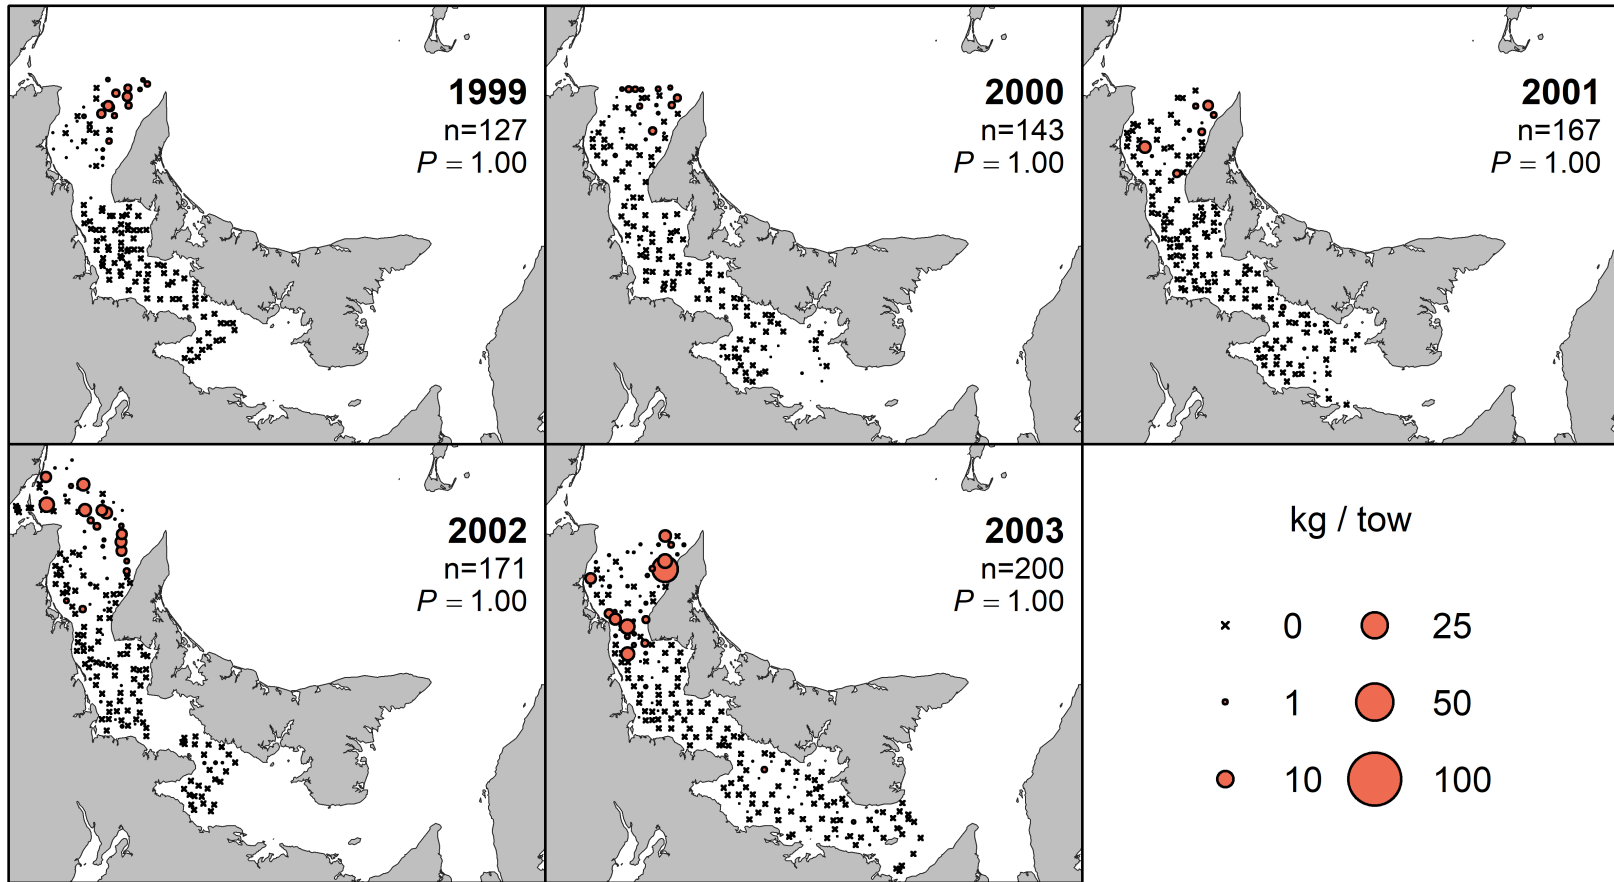 1999
n=127
P = 1.00
2000
n=143
P = 1.00
2001
n=167
P = 1.00
2002
n=171
P = 1.00
2003
n=200
P = 1.00
kg / tow
0 25
1 50
10 100